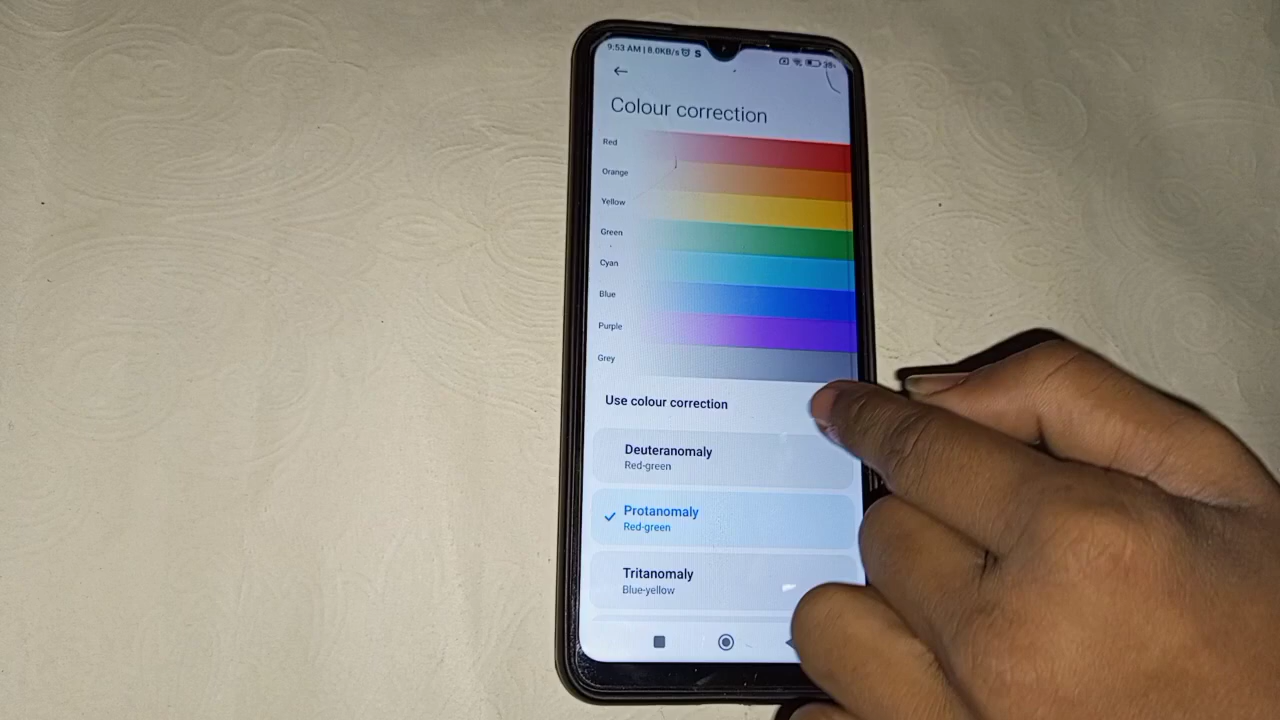 9:53 AM | 8.0KB/s
Colour correction
Red
Orange
Yellow
Green
Cyan
Blue
Purple
Grey
Use colour correction
Deuteranomaly
Red-green
Protanomaly
Red-green
Tritanomaly
Blue-yellow